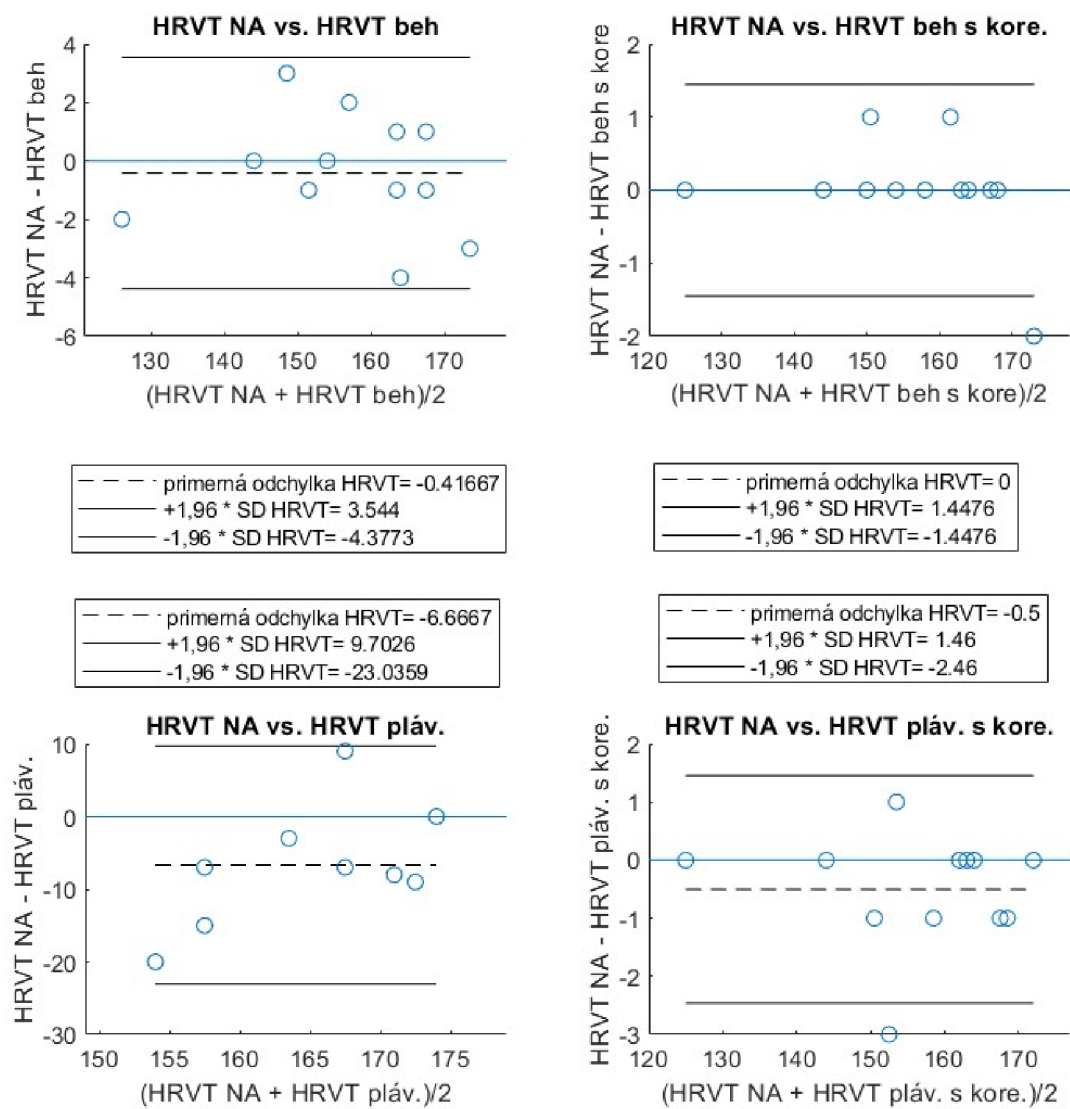 HRVT NA vs. HRVT beh
HRVT NA - HRVT beh
4
2
0
-2
-4
-6
130 140 150 160 170
(HRVT NA + HRVT beh)/2
HRVT NA vs. HRVT beh s kore.
HRVT NA - HRVT beh s kore
2
1
0
-1
-2
120 130 140 150 160 170
(HRVT NA + HRVT beh s kore)/2
primerná odchylka HRVT= -0.41667
+1,96 * SD HRVT= 3.544
-1,96 * SD HRVT= -4.3773
primerná odchylka HRVT= 0
+1,96 * SD HRVT= 1.4476
-1,96 * SD HRVT= -1.4476
primerná odchylka HRVT= -6.6667
+1,96 * SD HRVT= 9.7026
-1,96 * SD HRVT= -23.0359
primerná odchylka HRVT= -0.5
+1,96 * SD HRVT= 1.46
-1,96 * SD HRVT= -2.46
HRVT NA vs. HRVT pláv.
HRVT NA - HRVT pláv.
10
0
-10
-20
-30
150 155 160 165 170 175
(HRVT NA + HRVT pláv.)/2
HRVT NA vs. HRVT pláv. s kore.
HRVT NA - HRVT pláv. s kore.
2
1
0
-1
-2
-3
120 130 140 150 160 170
(HRVT NA + HRVT pláv. s kore.)/2